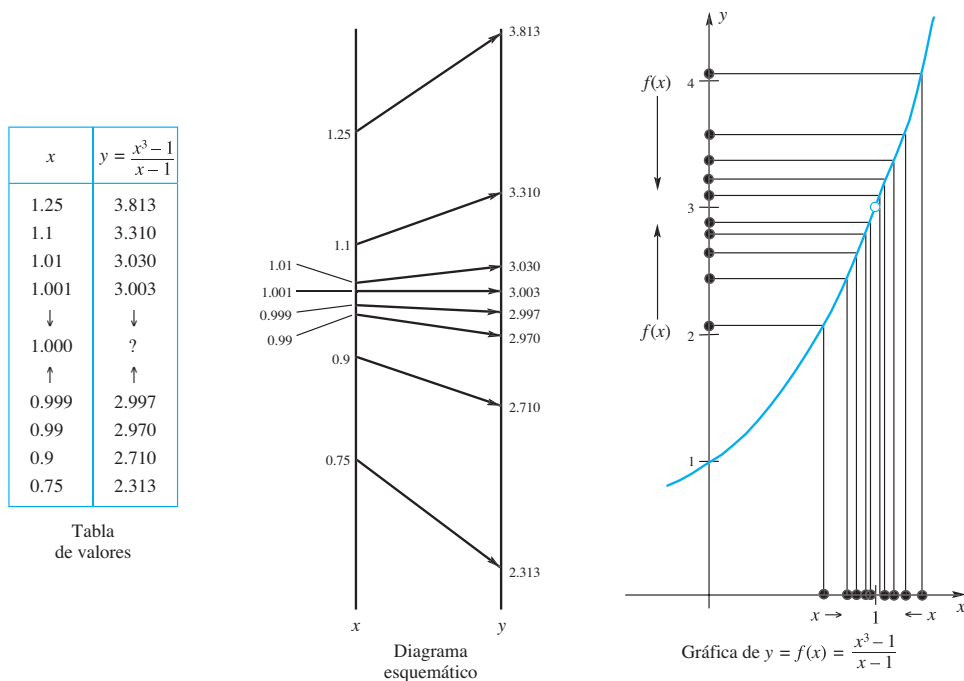 x y = x³ − 1 / x − 1
1.25 3.813
1.1 3.310
1.01 3.030
1.001 3.003
↓ ↓
1.000 ?
↑ ↑
0.999 2.997
0.99 2.970
0.9 2.710
0.75 2.313
Tabla
de valores
3.813
1.25
3.310
1.1
1.01
3.030
1.001
3.003
0.999
2.997
0.99
2.970
0.9
2.710
0.75
2.313
x y
Diagrama
esquemático
y
f(x)
4
3
f(x)
2
1
x → 1 ← x
x
Gráfica de y = f(x) = x³ − 1 / x − 1